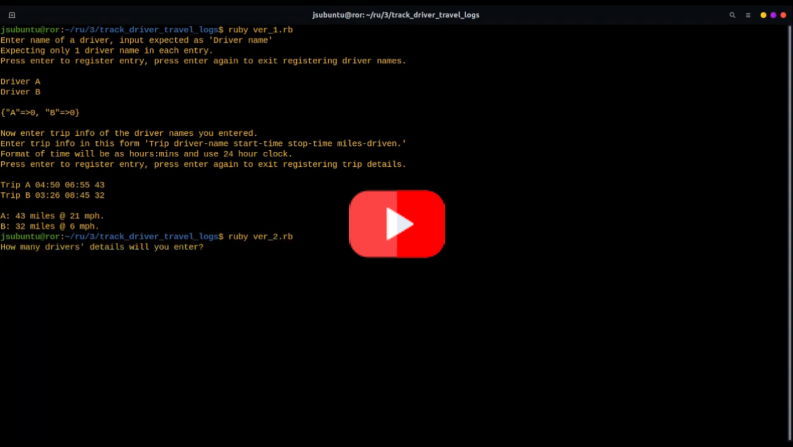 jsubuntu@ror:~/ru/3/track_driver_travel_logs
jsubuntu@ror:~/ru/3/track_driver_travel_logs$ ruby ver_1.rb
Enter name of a driver, input expected as 'Driver name'
Expecting only 1 driver name in each entry.
Press enter to register entry, press enter again to exit registering driver names.
Driver A
Driver B
{"A"=>0, "B"=>0}
Now enter trip info of the driver names you entered.
Enter trip info in this form 'Trip driver-name start-time stop-time miles-driven.'
Format of time will be as hours:mins and use 24 hour clock.
Press enter to register entry, press enter again to exit registering trip details.
Trip A 04:50 06:55 43
Trip B 03:26 08:45 32
A: 43 miles @ 21 mph.
B: 32 miles @ 6 mph.
jsubuntu@ror:~/ru/3/track_driver_travel_logs$ ruby ver_2.rb
How many drivers' details will you enter?